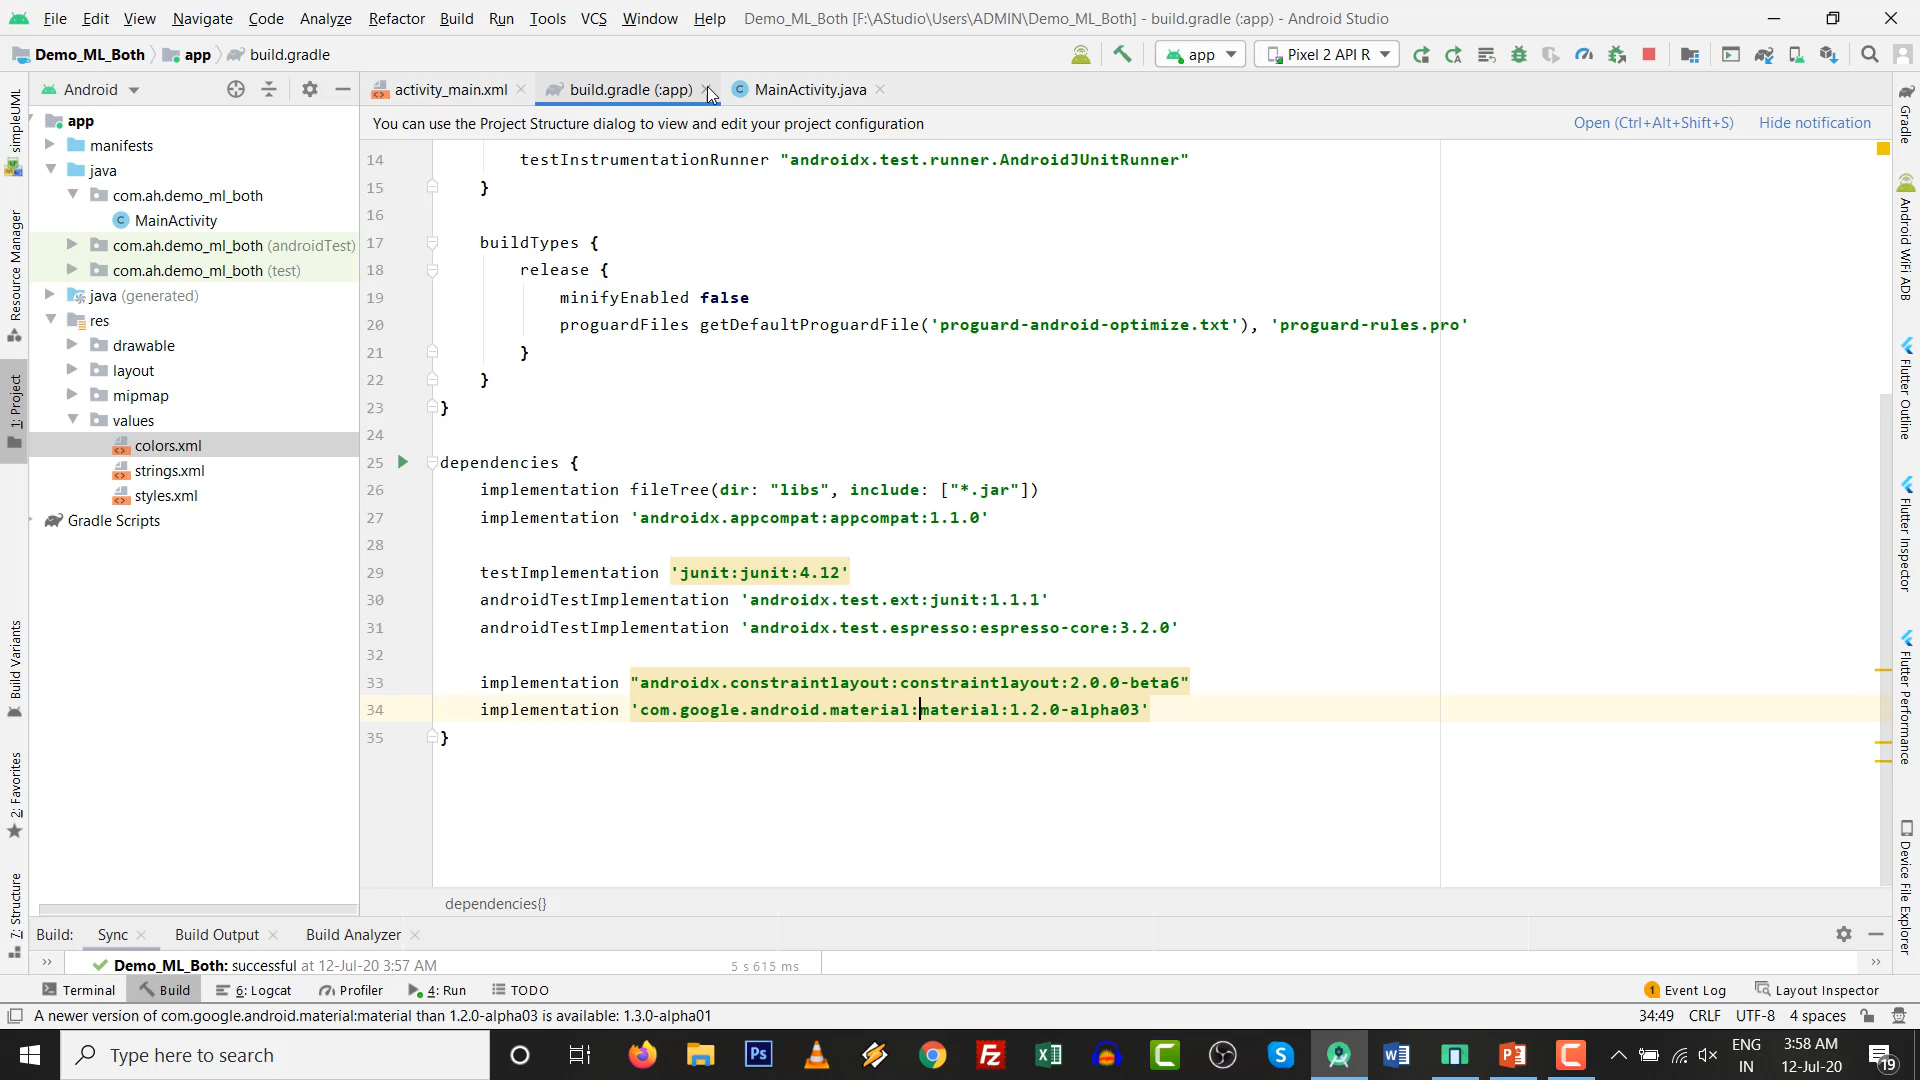 File Edit View Navigate Code Analyze Refactor Build Run Tools VCS Window Help Demo_ML_Both [F:\AStudio\Users\ADMIN\Demo_ML_Both] - build.gradle (:app) - Android Studio
Demo_ML_Both app build.gradle
app Pixel 2 API R
Android
activity_main.xml build.gradle (:app) MainActivity.java
You can use the Project Structure dialog to view and edit your project configuration Open (Ctrl+Alt+Shift+S) Hide notification
simpleUML
Resource Manager
1: Project
Build Variants
2: Favorites
7: Structure
app
manifests
java
com.ah.demo_ml_both
MainActivity
com.ah.demo_ml_both (androidTest)
com.ah.demo_ml_both (test)
java (generated)
res
drawable
layout
mipmap
values
colors.xml
strings.xml
styles.xml
Gradle Scripts
14 testInstrumentationRunner "androidx.test.runner.AndroidJUnitRunner"
15 }
16
17 buildTypes {
18 release {
19 minifyEnabled false
20 proguardFiles getDefaultProguardFile('proguard-android-optimize.txt'), 'proguard-rules.pro'
21 }
22 }
23 }
24
25 dependencies {
26 implementation fileTree(dir: "libs", include: ["*.jar"])
27 implementation 'androidx.appcompat:appcompat:1.1.0'
28
29 testImplementation 'junit:junit:4.12'
30 androidTestImplementation 'androidx.test.ext:junit:1.1.1'
31 androidTestImplementation 'androidx.test.espresso:espresso-core:3.2.0'
32
33 implementation "androidx.constraintlayout:constraintlayout:2.0.0-beta6"
34 implementation 'com.google.android.material:material:1.2.0-alpha03'
35 }
dependencies{}
Gradle
Android WiFi ADB
Flutter Outline
Flutter Inspector
Flutter Performance
Device File Explorer
Build: Sync Build Output Build Analyzer
Demo_ML_Both: successful at 12-Jul-20 3:57 AM 5 s 615 ms
Terminal Build 6: Logcat Profiler 4: Run TODO 1 Event Log Layout Inspector
A newer version of com.google.android.material:material than 1.2.0-alpha03 is available: 1.3.0-alpha01 34:49 CRLF UTF-8 4 spaces
Type here to search
ENG
IN
3:58 AM
12-Jul-20
19